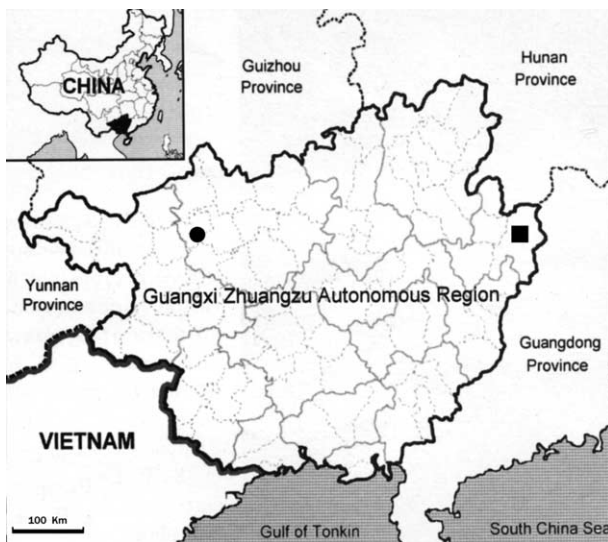 CHINA
Guizhou
Province
Hunan
Province
Yunnan
Province
Guangxi Zhuangzu Autonomous Region
Guangdong
Province
VIETNAM
100 Km
Gulf of Tonkin
South China Sea